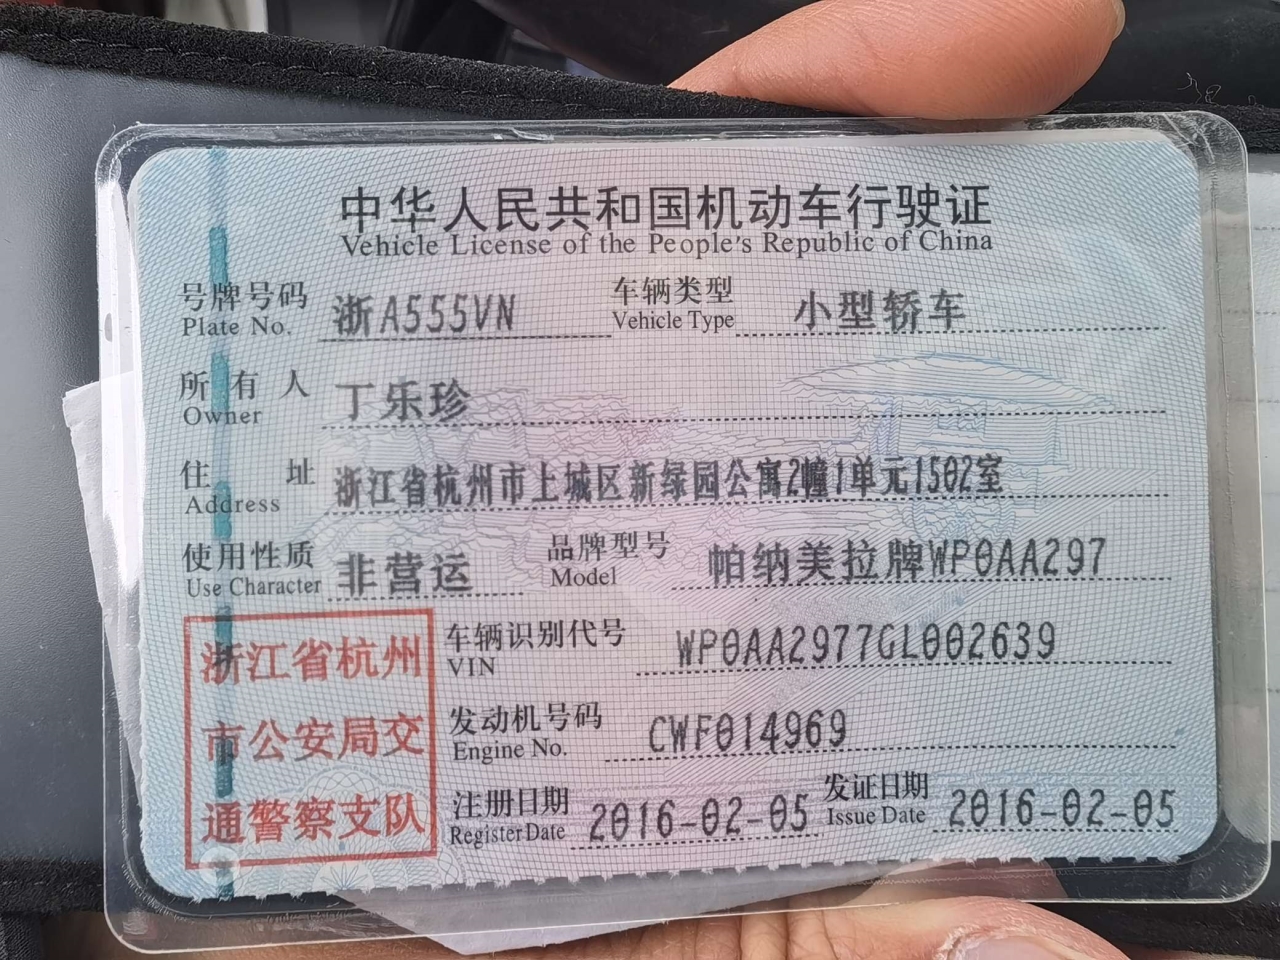 中华人民共和国机动车行驶证
Vehicle License of the People's Republic of China
号牌号码 浙A555VN 车辆类型 小型轿车
Plate No. Vehicle Type
所有人 丁乐珍
Owner
住址 浙江省杭州市上城区新绿园公寓2幢1单元1502室
Address
使用性质 非营运 品牌型号 帕纳美拉牌WP0AA297
Use Character Model
浙江省杭州
市公安局交
通警察支队
车辆识别代号 WP0AA2977GL002639
VIN
发动机号码 CWF014969
Engine No.
注册日期 2016-02-05 发证日期 2016-02-05
Register Date Issue Date